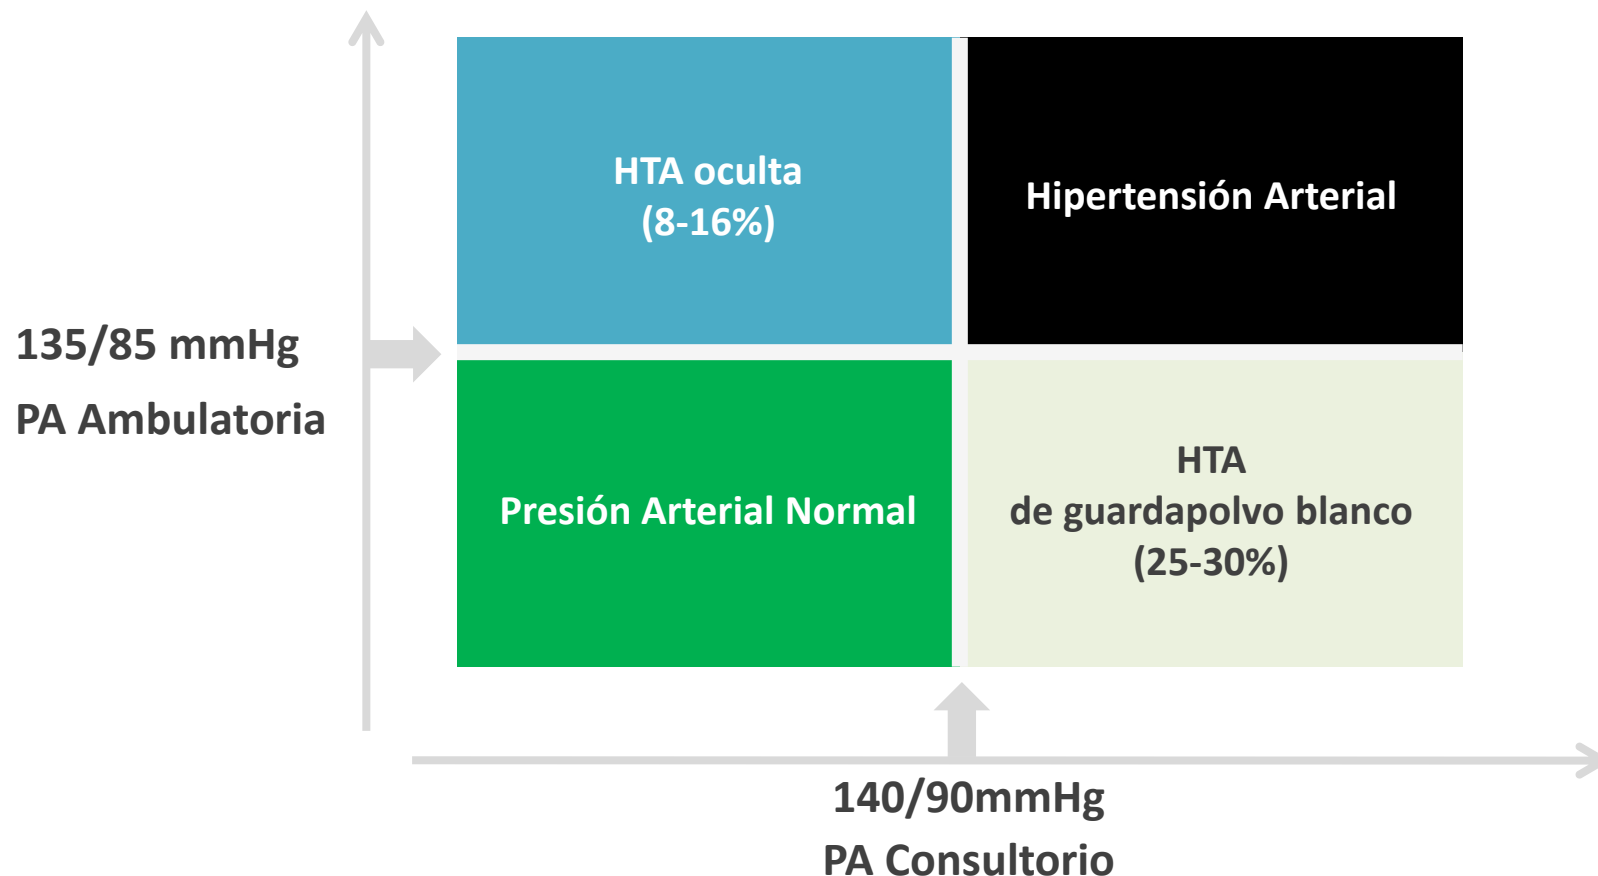 HTA oculta
(8-16%)
Hipertensión Arterial
135/85 mmHg
PA Ambulatoria
Presión Arterial Normal
HTA
de guardapolvo blanco
(25-30%)
140/90mmHg
PA Consultorio